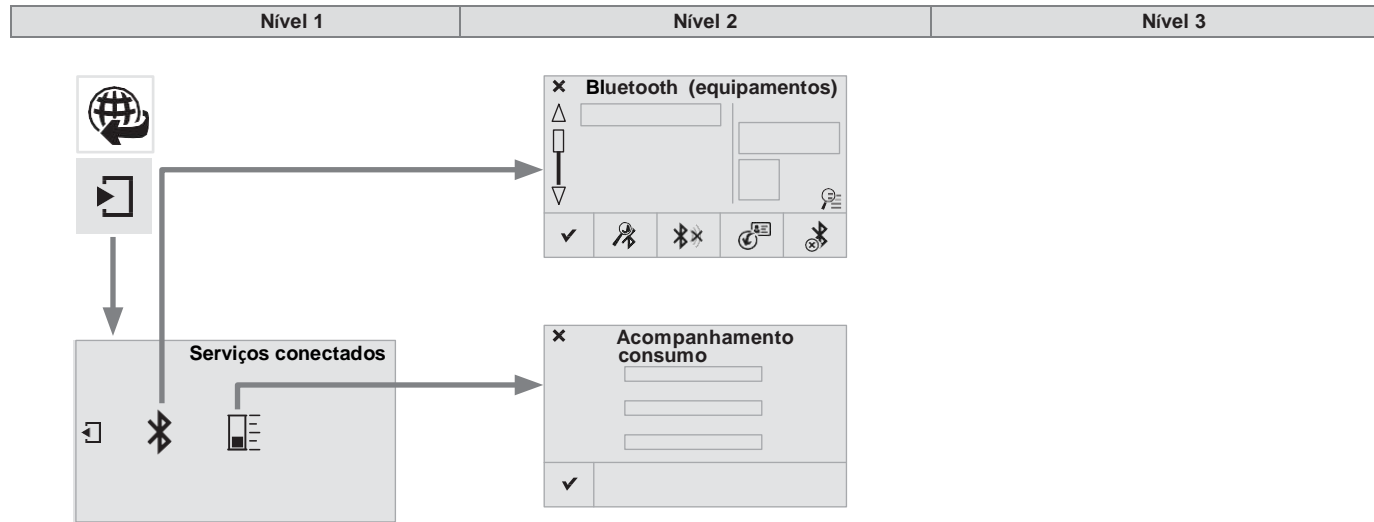 Nível 1
Nível 2
Nível 3
Bluetooth (equipamentos)
Serviços conectados
Acompanhamento
consumo